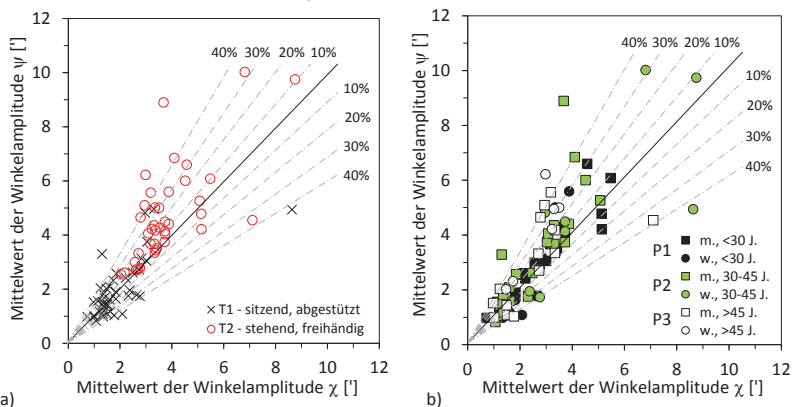 12
10
8
6
4
2
0
Mittelwert der Winkelamplitude ψ [']
40% 30% 20% 10%
10%
20%
30%
40%
× T1 - sitzend, abgestützt
○ T2 - stehend, freihändig
0 2 4 6 8 10 12
Mittelwert der Winkelamplitude χ [']
a)
12
10
8
6
4
2
0
Mittelwert der Winkelamplitude ψ [']
40% 30% 20% 10%
10%
20%
30%
40%
P1 m., <30 J.
w., <30 J.
P2 m., 30-45 J.
w., 30-45 J.
P3 m., >45 J.
w., >45 J.
0 2 4 6 8 10 12
Mittelwert der Winkelamplitude χ [']
b)